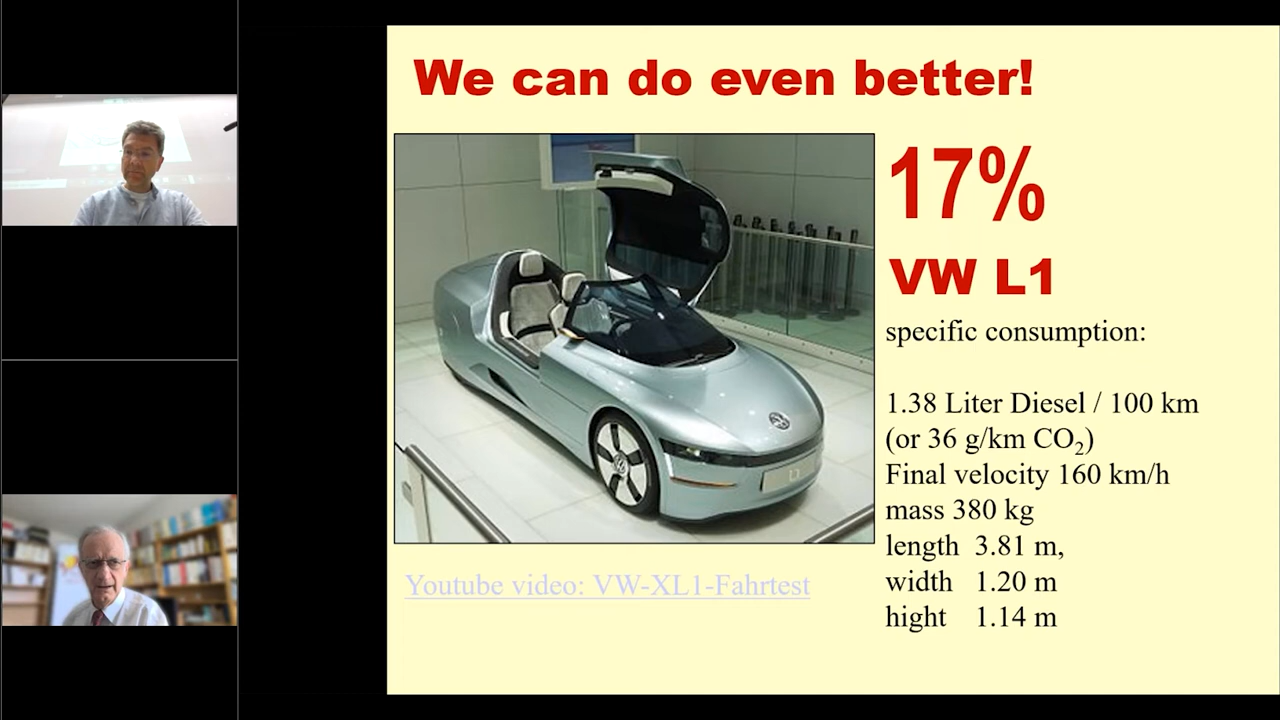 We can do even better!
17%
VW L1
specific consumption:
1.38 Liter Diesel / 100 km
(or 36 g/km CO₂)
Final velocity 160 km/h
mass 380 kg
length 3.81 m,
width 1.20 m
hight 1.14 m
Youtube video: VW-XL1-Fahrtest